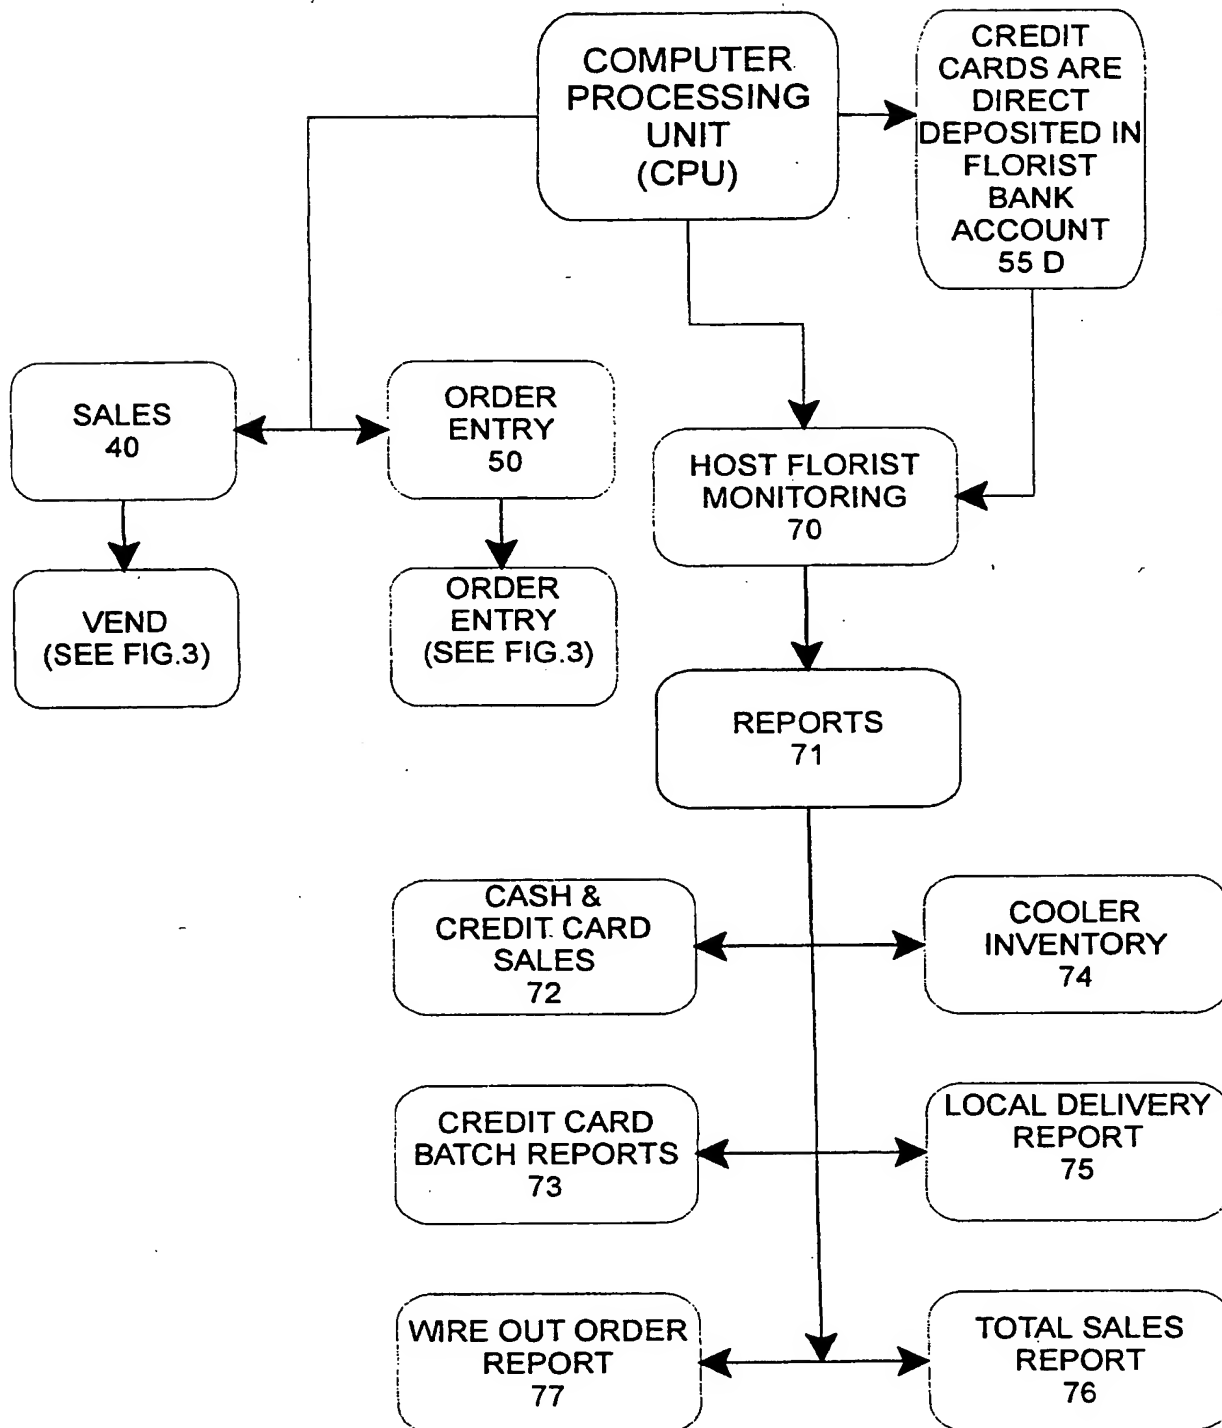 COMPUTER
PROCESSING
UNIT
(CPU)
CREDIT
CARDS ARE
DIRECT
DEPOSITED IN
FLORIST
BANK
ACCOUNT
55 D
SALES
40
ORDER
ENTRY
50
HOST FLORIST
MONITORING
70
VEND
(SEE FIG.3)
ORDER
ENTRY
(SEE FIG.3)
REPORTS
71
CASH &
CREDIT CARD
SALES
72
COOLER
INVENTORY
74
CREDIT CARD
BATCH REPORTS
73
LOCAL DELIVERY
REPORT
75
WIRE OUT ORDER
REPORT
77
TOTAL SALES
REPORT
76